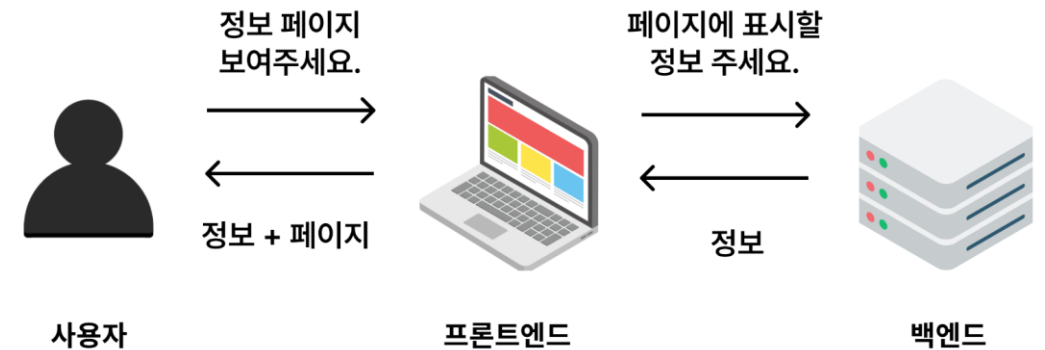 정보 페이지
보여주세요.
페이지에 표시할
정보 주세요.
정보 + 페이지
정보
사용자
프론트엔드
백엔드